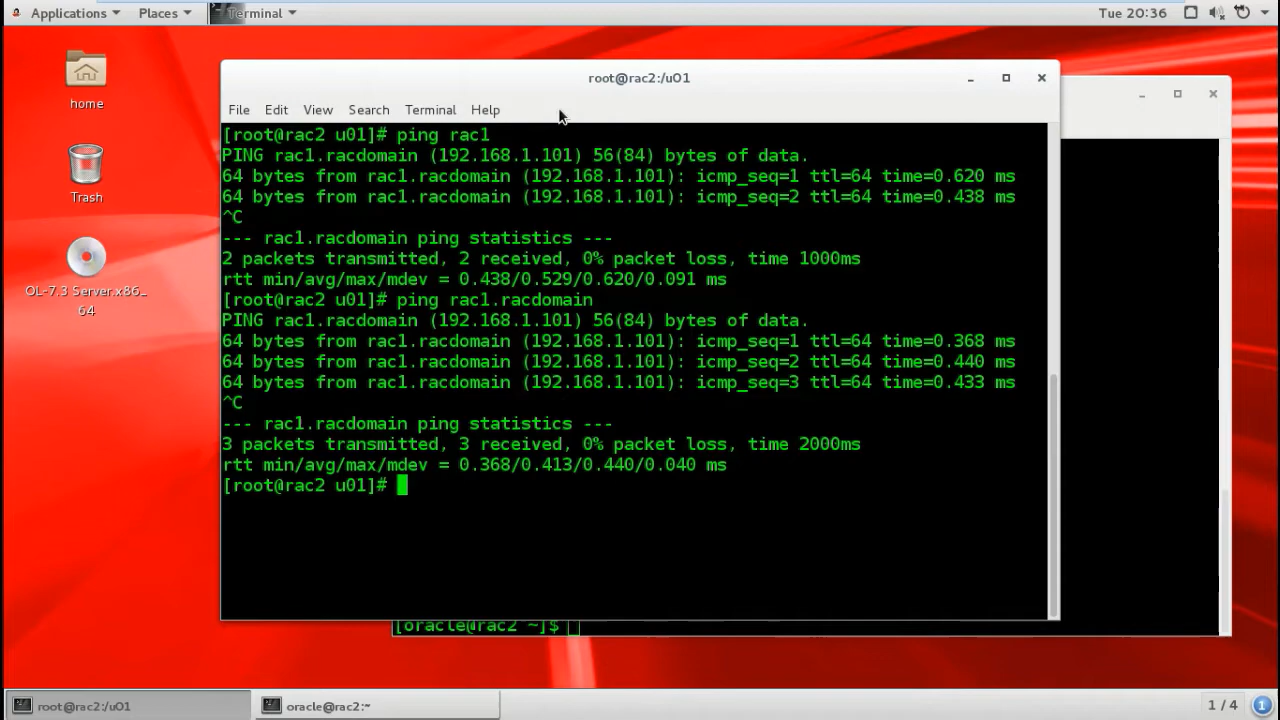 Applications Places Terminal Tue 20:36
home
Trash
OL-7.3 Server.x86_
64
root@rac2:/u01
File Edit View Search Terminal Help
[root@rac2 u01]# ping rac1
PING rac1.racdomain (192.168.1.101) 56(84) bytes of data.
64 bytes from rac1.racdomain (192.168.1.101): icmp_seq=1 ttl=64 time=0.620 ms
64 bytes from rac1.racdomain (192.168.1.101): icmp_seq=2 ttl=64 time=0.438 ms
^C
--- rac1.racdomain ping statistics ---
2 packets transmitted, 2 received, 0% packet loss, time 1000ms
rtt min/avg/max/mdev = 0.438/0.529/0.620/0.091 ms
[root@rac2 u01]# ping rac1.racdomain
PING rac1.racdomain (192.168.1.101) 56(84) bytes of data.
64 bytes from rac1.racdomain (192.168.1.101): icmp_seq=1 ttl=64 time=0.368 ms
64 bytes from rac1.racdomain (192.168.1.101): icmp_seq=2 ttl=64 time=0.440 ms
64 bytes from rac1.racdomain (192.168.1.101): icmp_seq=3 ttl=64 time=0.433 ms
^C
--- rac1.racdomain ping statistics ---
3 packets transmitted, 3 received, 0% packet loss, time 2000ms
rtt min/avg/max/mdev = 0.368/0.413/0.440/0.040 ms
[root@rac2 u01]#
[oracle@rac2 ~]$
root@rac2:/u01 oracle@rac2:~ 1 / 4 1